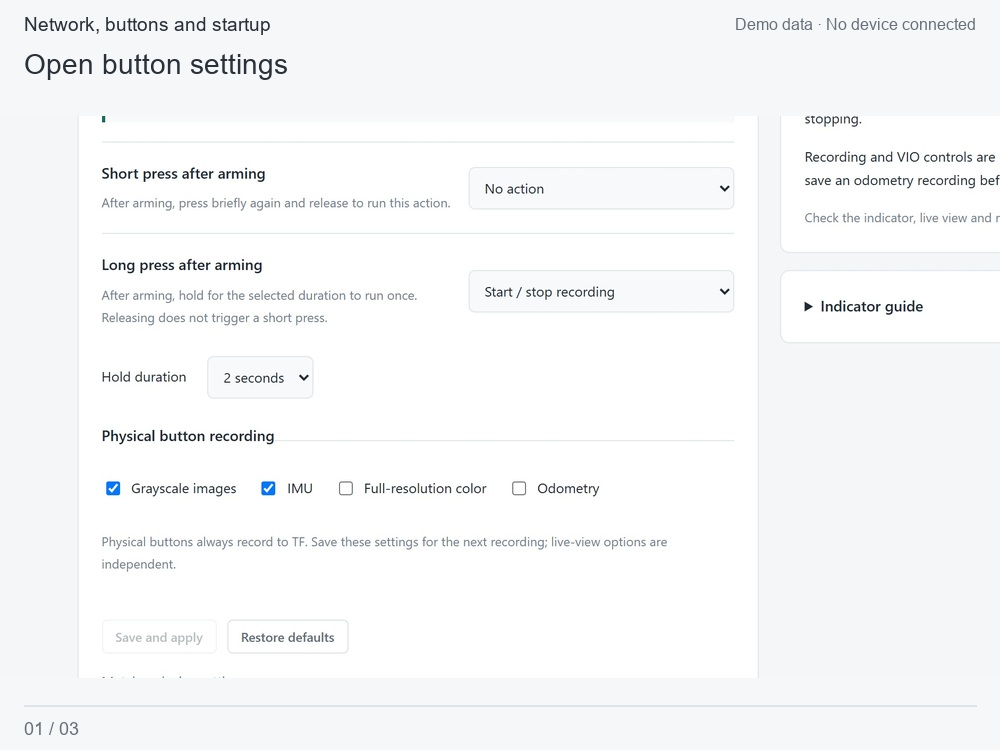 Network, buttons and startup
Demo data · No device connected
Open button settings
Short press after arming
After arming, press briefly again and release to run this action.
No action
Long press after arming
After arming, hold for the selected duration to run once.
Releasing does not trigger a short press.
Start / stop recording
Hold duration
2 seconds
Physical button recording
Grayscale images
IMU
Full-resolution color
Odometry
Physical buttons always record to TF. Save these settings for the next recording; live-view options are
independent.
Save and apply
Restore defaults
stopping.
Recording and VIO controls are
save an odometry recording bef
Check the indicator, live view and
Indicator guide
01 / 03